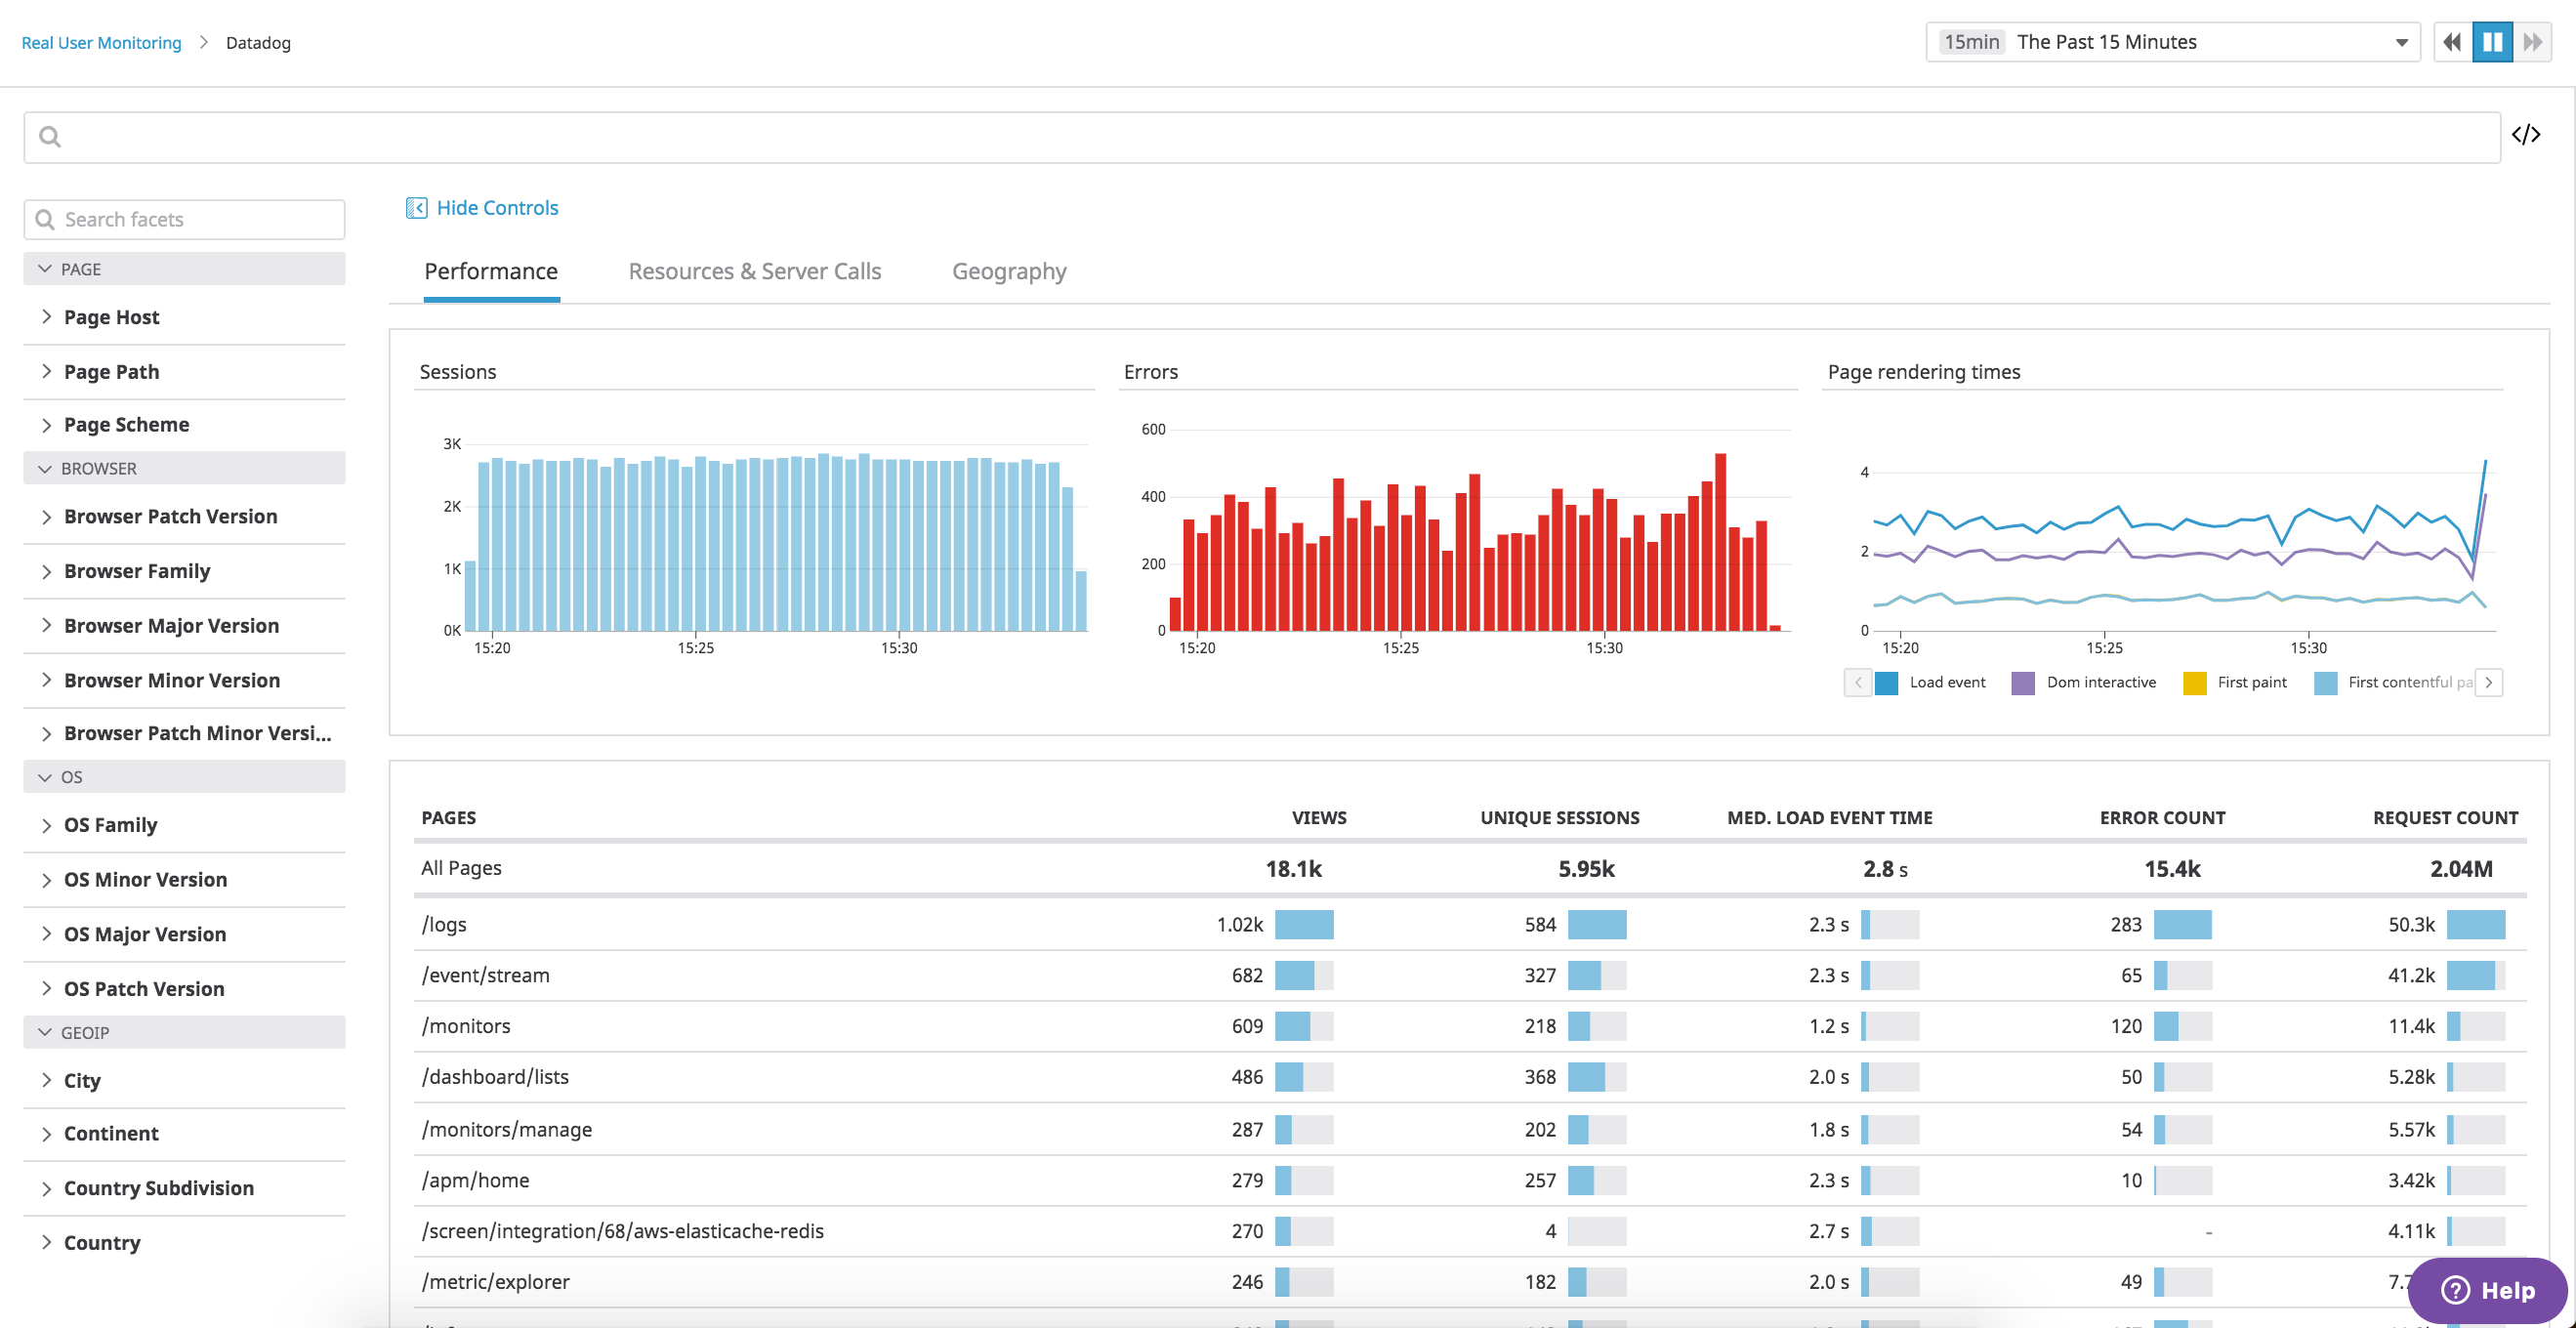 Real User Monitoring > Datadog
15min The Past 15 Minutes
</>
Search facets
PAGE
Page Host
Page Path
Page Scheme
BROWSER
Browser Patch Version
Browser Family
Browser Major Version
Browser Minor Version
Browser Patch Minor Versi...
OS
OS Family
OS Minor Version
OS Major Version
OS Patch Version
GEOIP
City
Continent
Country Subdivision
Country
Hide Controls
Performance Resources & Server Calls Geography
Sessions
3K
2K
1K
0K
15:20 15:25 15:30
Errors
600
400
200
0
15:20 15:25 15:30
Page rendering times
4
2
0
15:20 15:25 15:30
Load event Dom interactive First paint First contentful pa
PAGES VIEWS UNIQUE SESSIONS MED. LOAD EVENT TIME ERROR COUNT REQUEST COUNT
All Pages 18.1k 5.95k 2.8 s 15.4k 2.04M
/logs 1.02k 584 2.3 s 283 50.3k
/event/stream 682 327 2.3 s 65 41.2k
/monitors 609 218 1.2 s 120 11.4k
/dashboard/lists 486 368 2.0 s 50 5.28k
/monitors/manage 287 202 1.8 s 54 5.57k
/apm/home 279 257 2.3 s 10 3.42k
/screen/integration/68/aws-elasticache-redis 270 4 2.7 s - 4.11k
/metric/explorer 246 182 2.0 s 49
Help